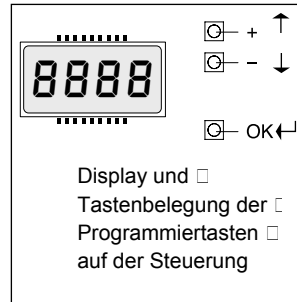 + ↑
8888
- ↓
OK ↵
Display und □
Tastenbelegung der □
Programmiertasten □
auf der Steuerung